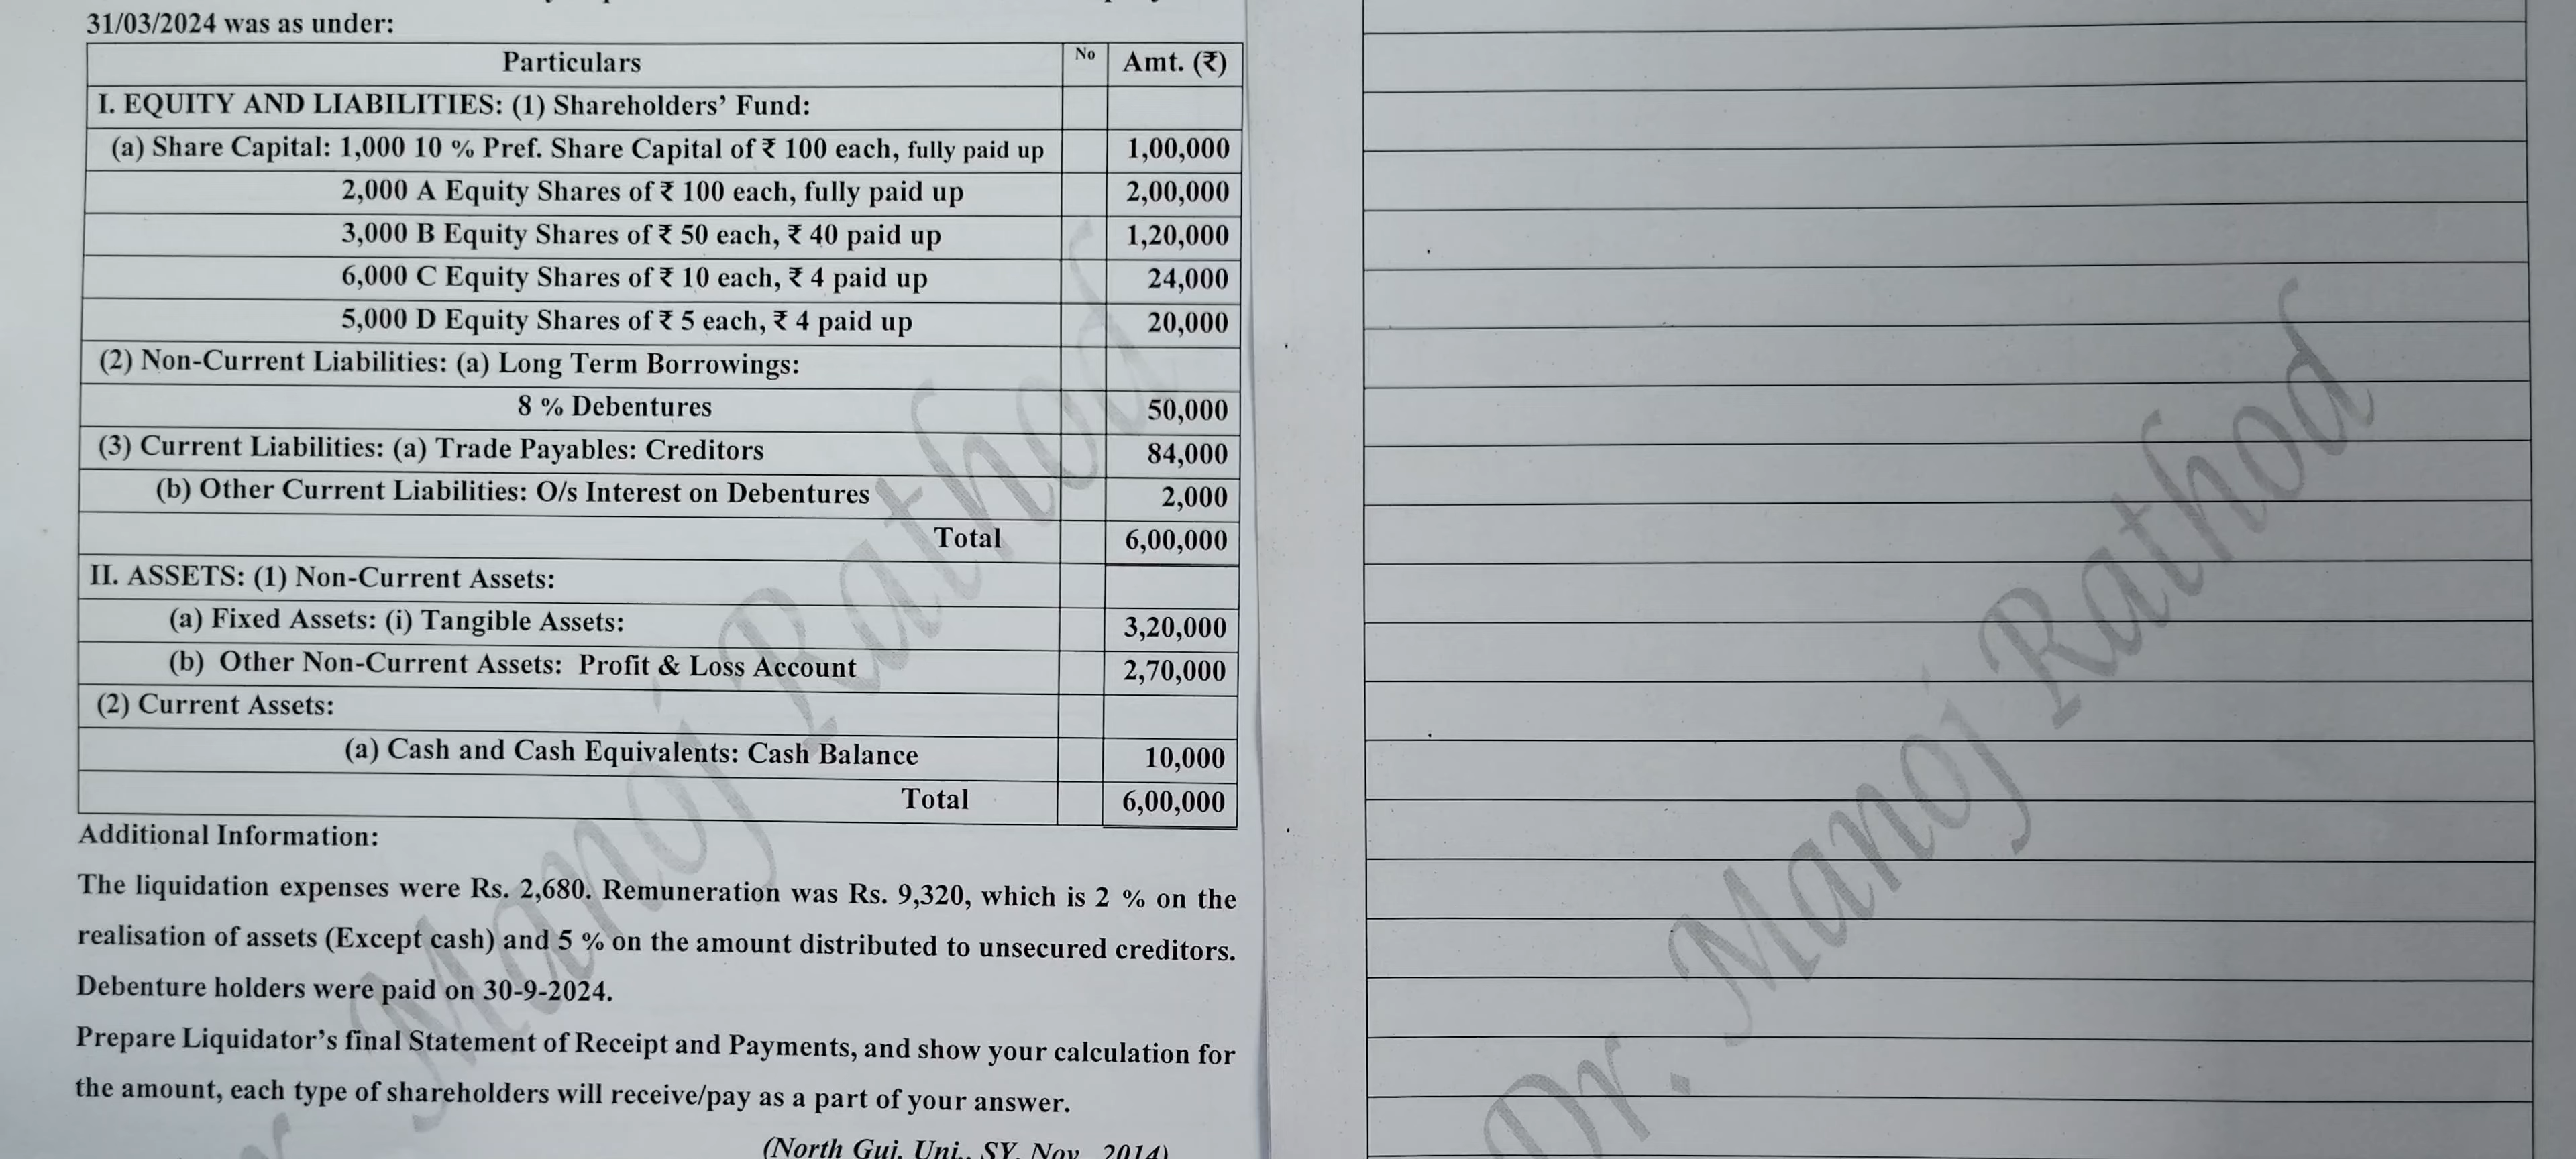 31/03/2024 was as under:
Particulars No Amt. (₹)
I. EQUITY AND LIABILITIES: (1) Shareholders' Fund:
(a) Share Capital: 1,000 10 % Pref. Share Capital of ₹ 100 each, fully paid up 1,00,000
2,000 A Equity Shares of ₹ 100 each, fully paid up 2,00,000
3,000 B Equity Shares of ₹ 50 each, ₹ 40 paid up 1,20,000
6,000 C Equity Shares of ₹ 10 each, ₹ 4 paid up 24,000
5,000 D Equity Shares of ₹ 5 each, ₹ 4 paid up 20,000
(2) Non-Current Liabilities: (a) Long Term Borrowings:
8 % Debentures 50,000
(3) Current Liabilities: (a) Trade Payables: Creditors 84,000
(b) Other Current Liabilities: O/s Interest on Debentures 2,000
Total 6,00,000
II. ASSETS: (1) Non-Current Assets:
(a) Fixed Assets: (i) Tangible Assets: 3,20,000
(b) Other Non-Current Assets: Profit & Loss Account 2,70,000
(2) Current Assets:
(a) Cash and Cash Equivalents: Cash Balance 10,000
Total 6,00,000
Additional Information:
The liquidation expenses were Rs. 2,680. Remuneration was Rs. 9,320, which is 2 % on the
realisation of assets (Except cash) and 5 % on the amount distributed to unsecured creditors.
Debenture holders were paid on 30-9-2024.
Prepare Liquidator's final Statement of Receipt and Payments, and show your calculation for
the amount, each type of shareholders will receive/pay as a part of your answer.
(North Guj. Uni., SY, Nov., 2014)
Manoj Rathod
Dr. Manoj Rathod